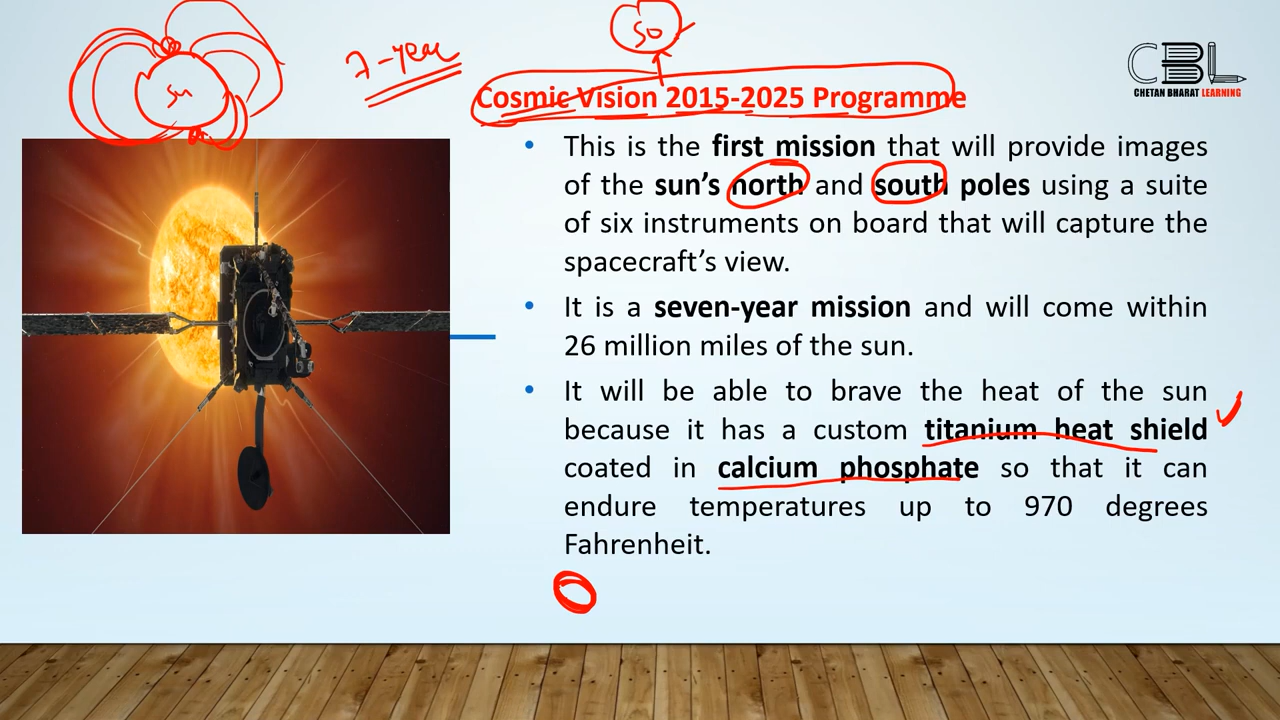 Su
7-year
So
CBL
CHETAN BHARAT LEARNING
Cosmic Vision 2015-2025 Programme
• This is the first mission that will provide images
of the sun’s north and south poles using a suite
of six instruments on board that will capture the
spacecraft’s view.
• It is a seven-year mission and will come within
26 million miles of the sun.
• It will be able to brave the heat of the sun
because it has a custom titanium heat shield
coated in calcium phosphate so that it can
endure temperatures up to 970 degrees
Fahrenheit.